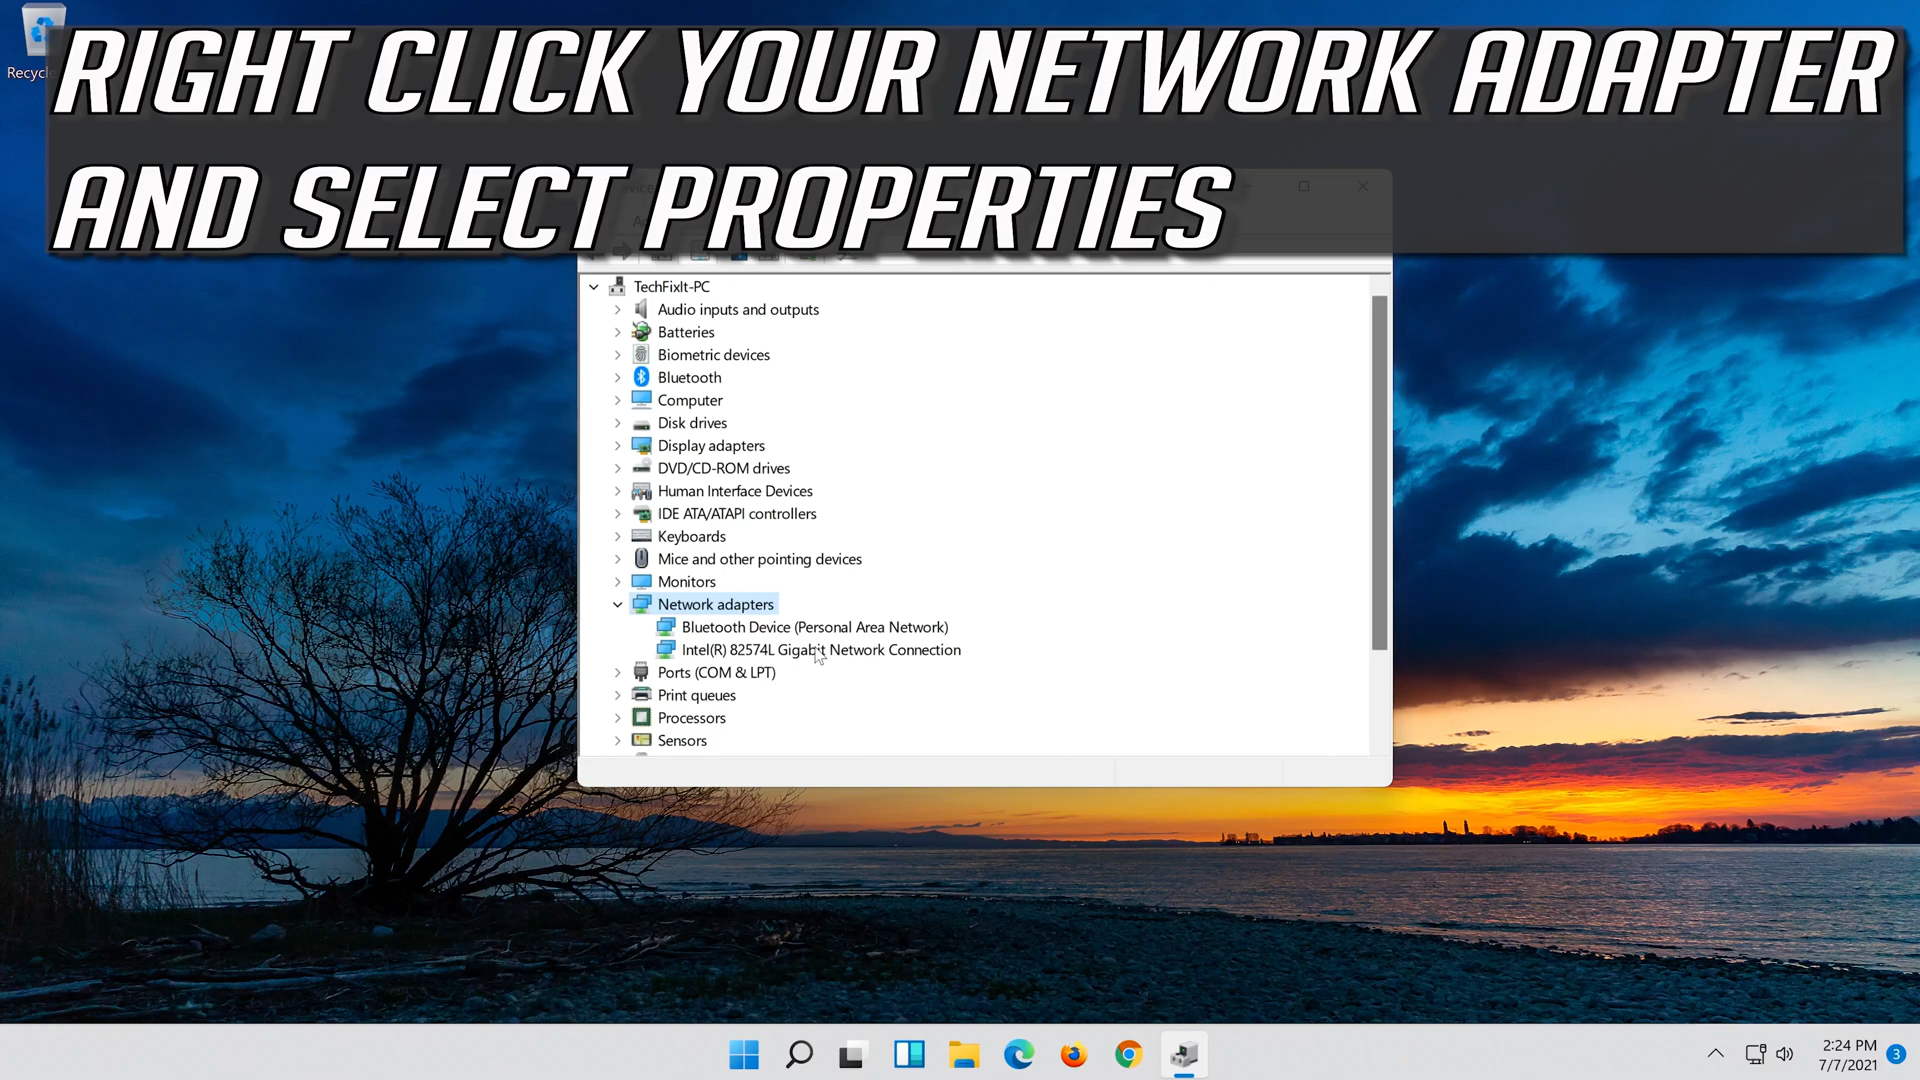 RIGHT CLICK YOUR NETWORK ADAPTER
AND SELECT PROPERTIES
TechFixIt-PC
Audio inputs and outputs
Batteries
Biometric devices
Bluetooth
Computer
Disk drives
Display adapters
DVD/CD-ROM drives
Human Interface Devices
IDE ATA/ATAPI controllers
Keyboards
Mice and other pointing devices
Monitors
Network adapters
Bluetooth Device (Personal Area Network)
Intel(R) 82574L Gigabit Network Connection
Ports (COM & LPT)
Print queues
Processors
Sensors
2:24 PM
7/7/2021
3